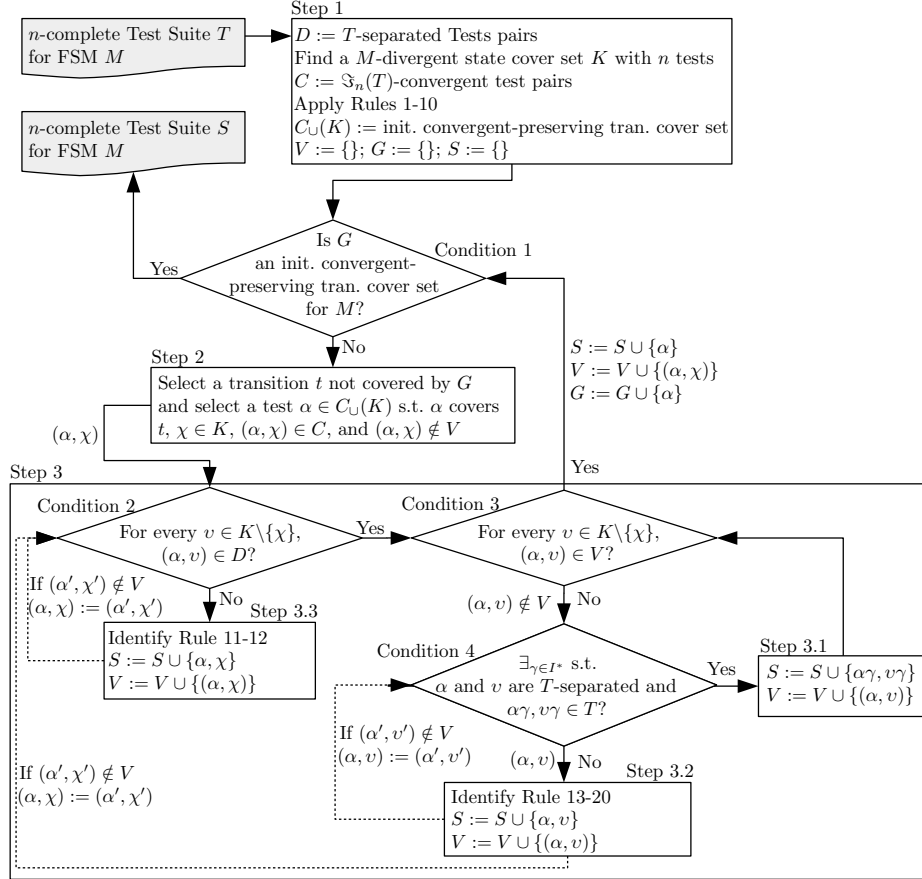 Step 1
n-complete Test Suite T
for FSM M
D := T-separated Tests pairs
Find a M-divergent state cover set K with n tests
C := ℑₙ(T)-convergent test pairs
Apply Rules 1-10
C∪(K) := init. convergent-preserving tran. cover set
V := {}; G := {}; S := {}
n-complete Test Suite S
for FSM M
Is G
an init. convergent-
preserving tran. cover set
for M?
Condition 1
Yes
No
S := S ∪ {α}
V := V ∪ {(α, χ)}
G := G ∪ {α}
Step 2
Select a transition t not covered by G
and select a test α ∈ C∪(K) s.t. α covers
t, χ ∈ K, (α, χ) ∈ C, and (α, χ) ∉ V
(α, χ)
Yes
Step 3
Condition 2
For every υ ∈ K\{χ},
(α, υ) ∈ D?
Yes
Condition 3
For every υ ∈ K\{χ},
(α, υ) ∈ V?
If (α′, χ′) ∉ V
(α, χ) := (α′, χ′)
No
Step 3.3
Identify Rule 11-12
S := S ∪ {α, χ}
V := V ∪ {(α, χ)}
(α, υ) ∉ V
No
Condition 4
∃γ∈I* s.t.
α and υ are T-separated and
αγ, υγ ∈ T?
Yes
Step 3.1
S := S ∪ {αγ, υγ}
V := V ∪ {(α, υ)}
If (α′, υ′) ∉ V
(α, υ) := (α′, υ′)
(α, υ)
No
Step 3.2
Identify Rule 13-20
S := S ∪ {α, υ}
V := V ∪ {(α, υ)}
If (α′, χ′) ∉ V
(α, χ) := (α′, χ′)